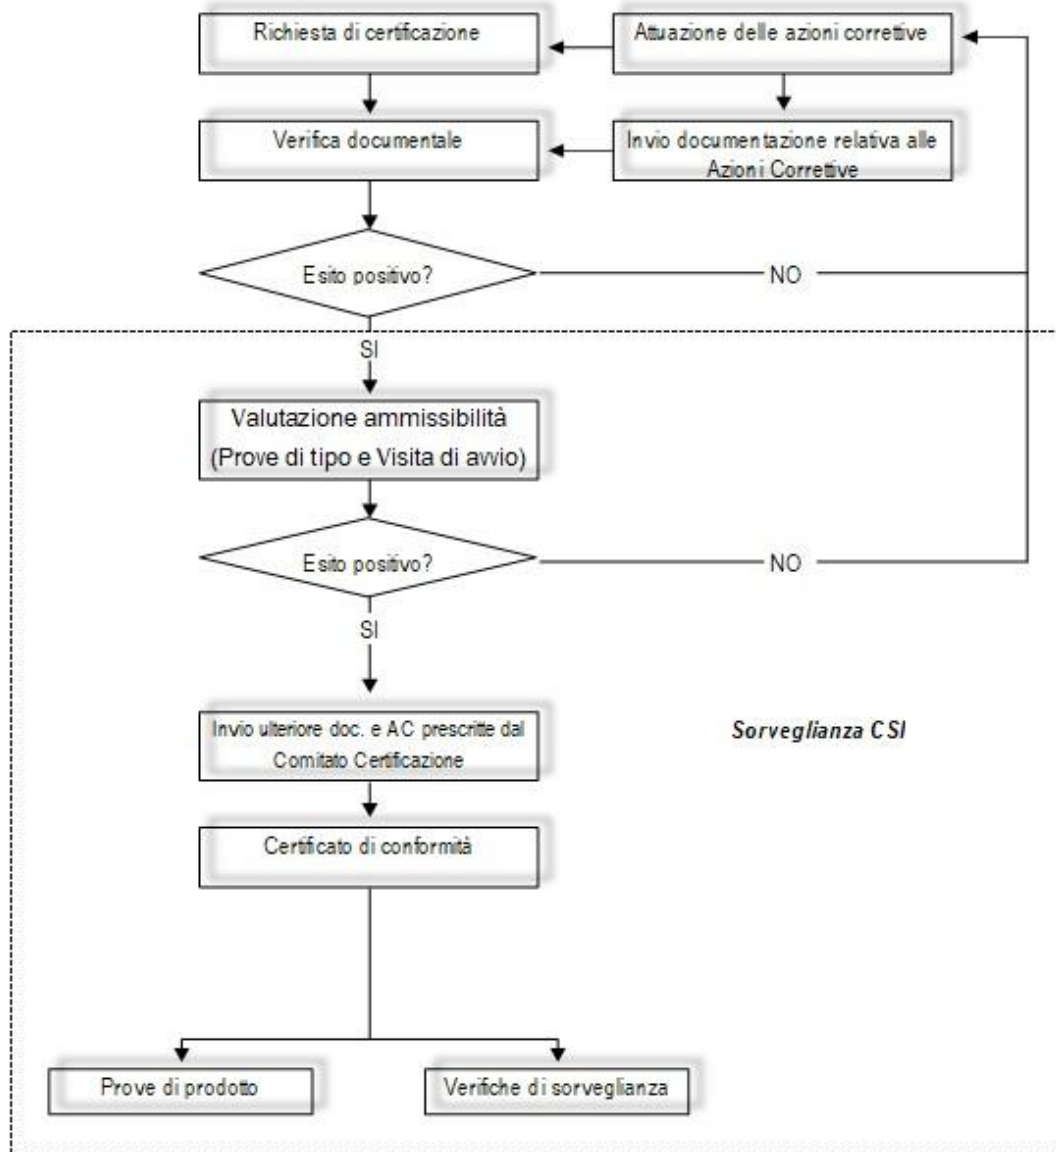 Richiesta di certificazione
Attuazione delle azioni correttive
Verifica documentale
Invio documentazione relativa alle
Azioni Correttive
Esito positivo?
NO
SI
Valutazione ammissibilità
(Prove di tipo e Visita di avvio)
Esito positivo?
NO
SI
Invio ulteriore doc. e AC prescritte dal
Comitato Certificazione
Sorveglianza CSI
Certificato di conformità
Prove di prodotto
Verifiche di sorveglianza